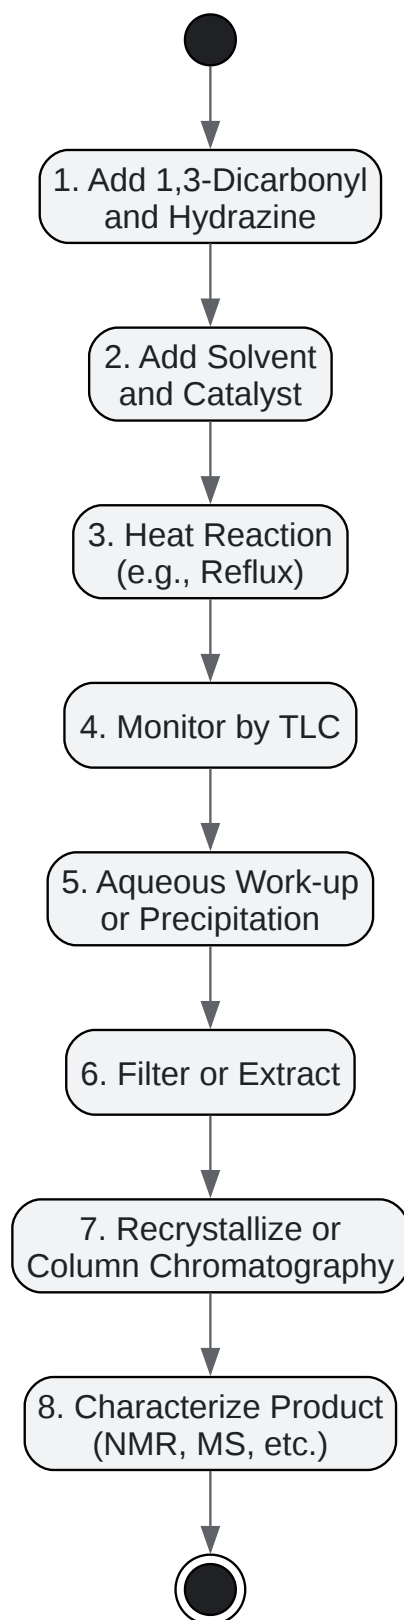 1. Add 1,3-Dicarbonyl
and Hydrazine
2. Add Solvent
and Catalyst
3. Heat Reaction
(e.g., Reflux)
4. Monitor by TLC
5. Aqueous Work-up
or Precipitation
6. Filter or Extract
7. Recrystallize or
Column Chromatography
8. Characterize Product
(NMR, MS, etc.)